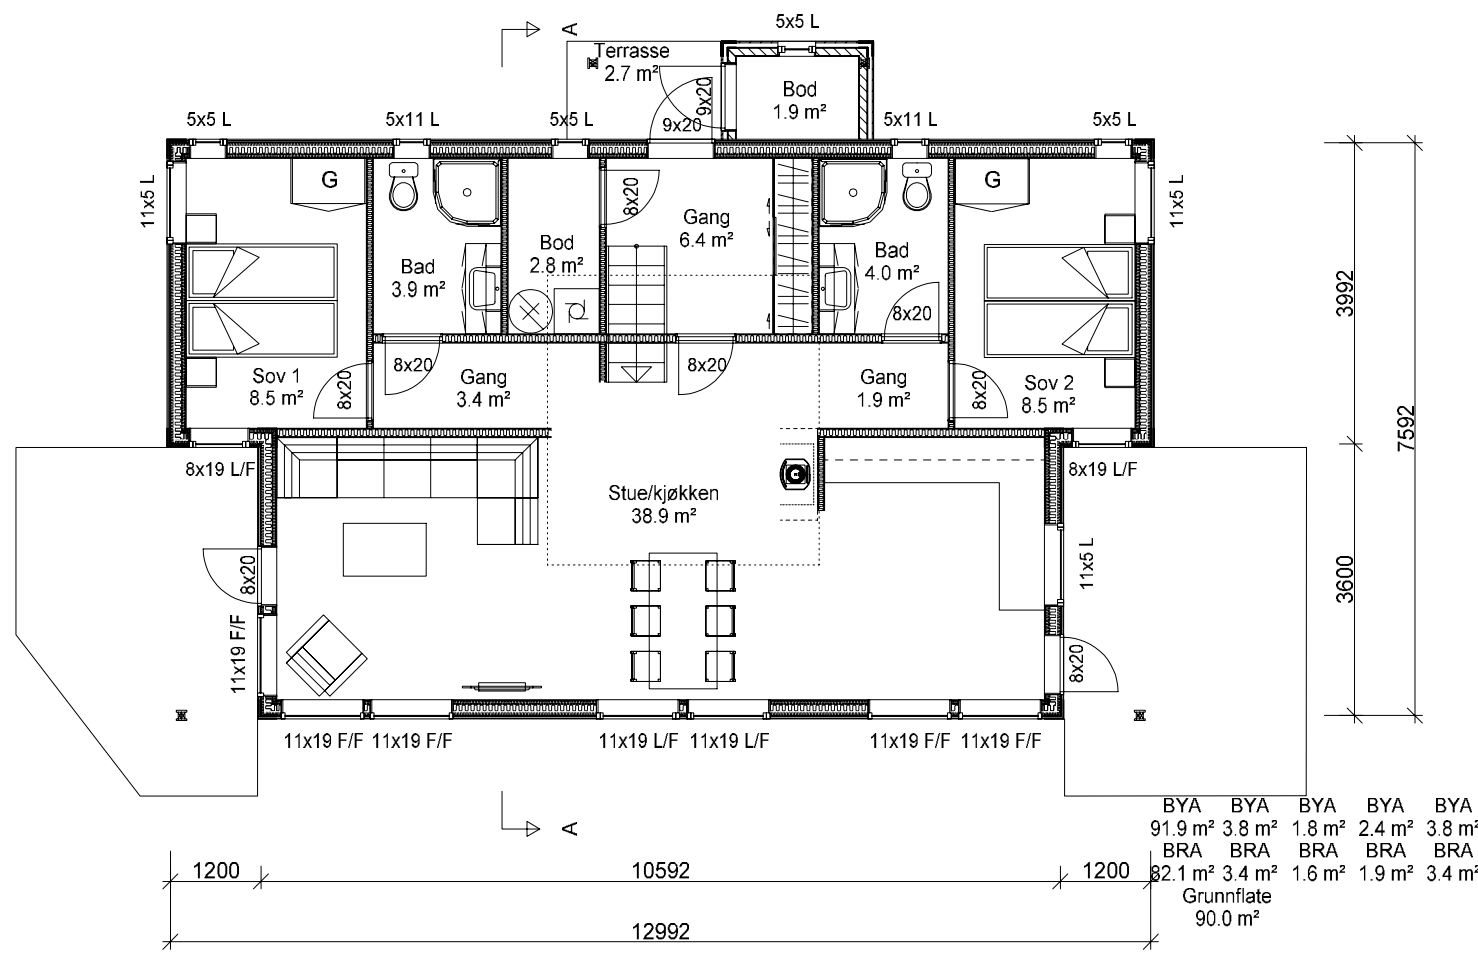 5x5 L
A
Terrasse
2.7 m²
9x20
Bod
1.9 m²
5x5 L
5x11 L
5x5 L
9x20
5x11 L
5x5 L
11x5 L
G
8x20
Gang
6.4 m²
G
11x5 L
Bod
2.8 m²
Bad
3.9 m²
Bad
4.0 m²
8x20
3992
8x20
8x20
Sov 1
8.5 m²
8x20
Gang
3.4 m²
Gang
1.9 m²
8x20
Sov 2
8.5 m²
7592
8x19 L/F
8x19 L/F
Stue/kjøkken
38.9 m²
8x20
11x5 L
3600
11x19 F/F
8x20
11x19 F/F
11x19 F/F
11x19 L/F
11x19 L/F
11x19 F/F
11x19 F/F
A
BYA BYA BYA BYA BYA
91.9 m² 3.8 m² 1.8 m² 2.4 m² 3.8 m²
BRA BRA BRA BRA BRA
82.1 m² 3.4 m² 1.6 m² 1.9 m² 3.4 m²
Grunnflate
90.0 m²
1200
10592
1200
12992